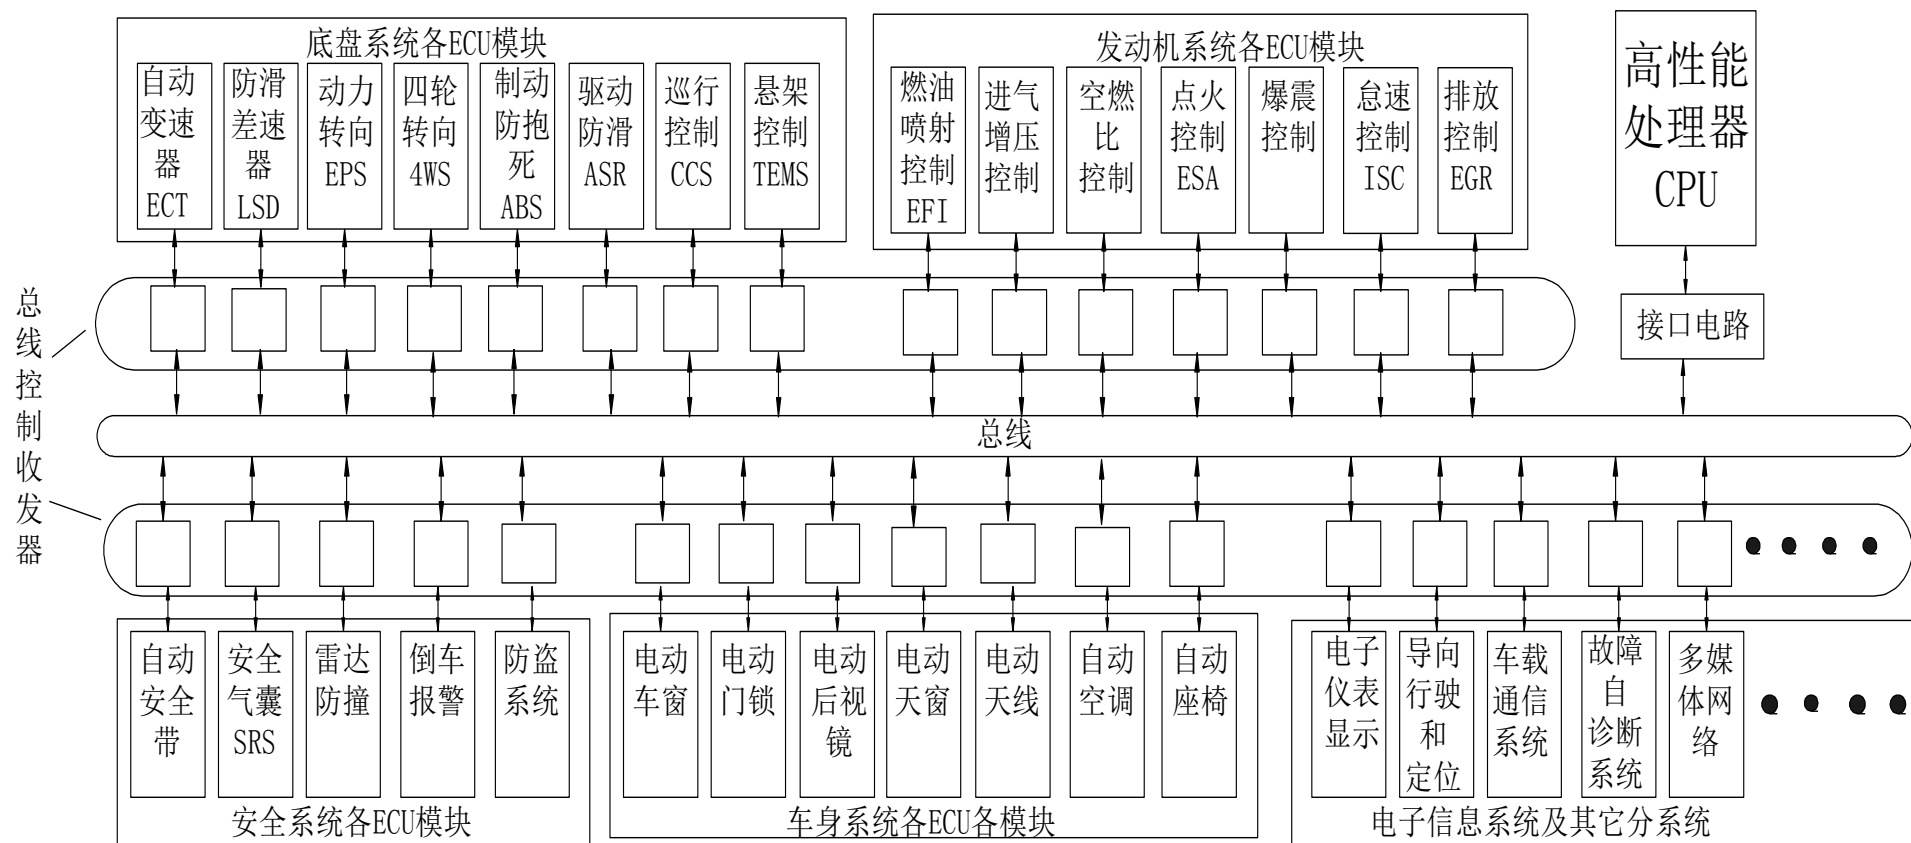 底盘系统各ECU模块
自动
变速
器
ECT
防滑
差速
器
LSD
动力
转向
EPS
四轮
转向
4WS
制动
防抱
死
ABS
驱动
防滑
ASR
巡行
控制
CCS
悬架
控制
TEMS
发动机系统各ECU模块
燃油
喷射
控制
EFI
进气
增压
控制
空燃
比
控制
点火
控制
ESA
爆震
控制
怠速
控制
ISC
排放
控制
EGR
高性能
处理器
CPU
接口电路
总线控制收发器
总线
自动
安全
带
安全
气囊
SRS
雷达
防撞
倒车
报警
防盗
系统
安全系统各ECU模块
电动
车窗
电动
门锁
电动
后视
镜
电动
天窗
电动
天线
自动
空调
自动
座椅
车身系统各ECU各模块
电子
仪表
显示
导向
行驶
和
定位
车载
通信
系统
故障
自
诊断
系统
多媒
体网
络
电子信息系统及其它分系统